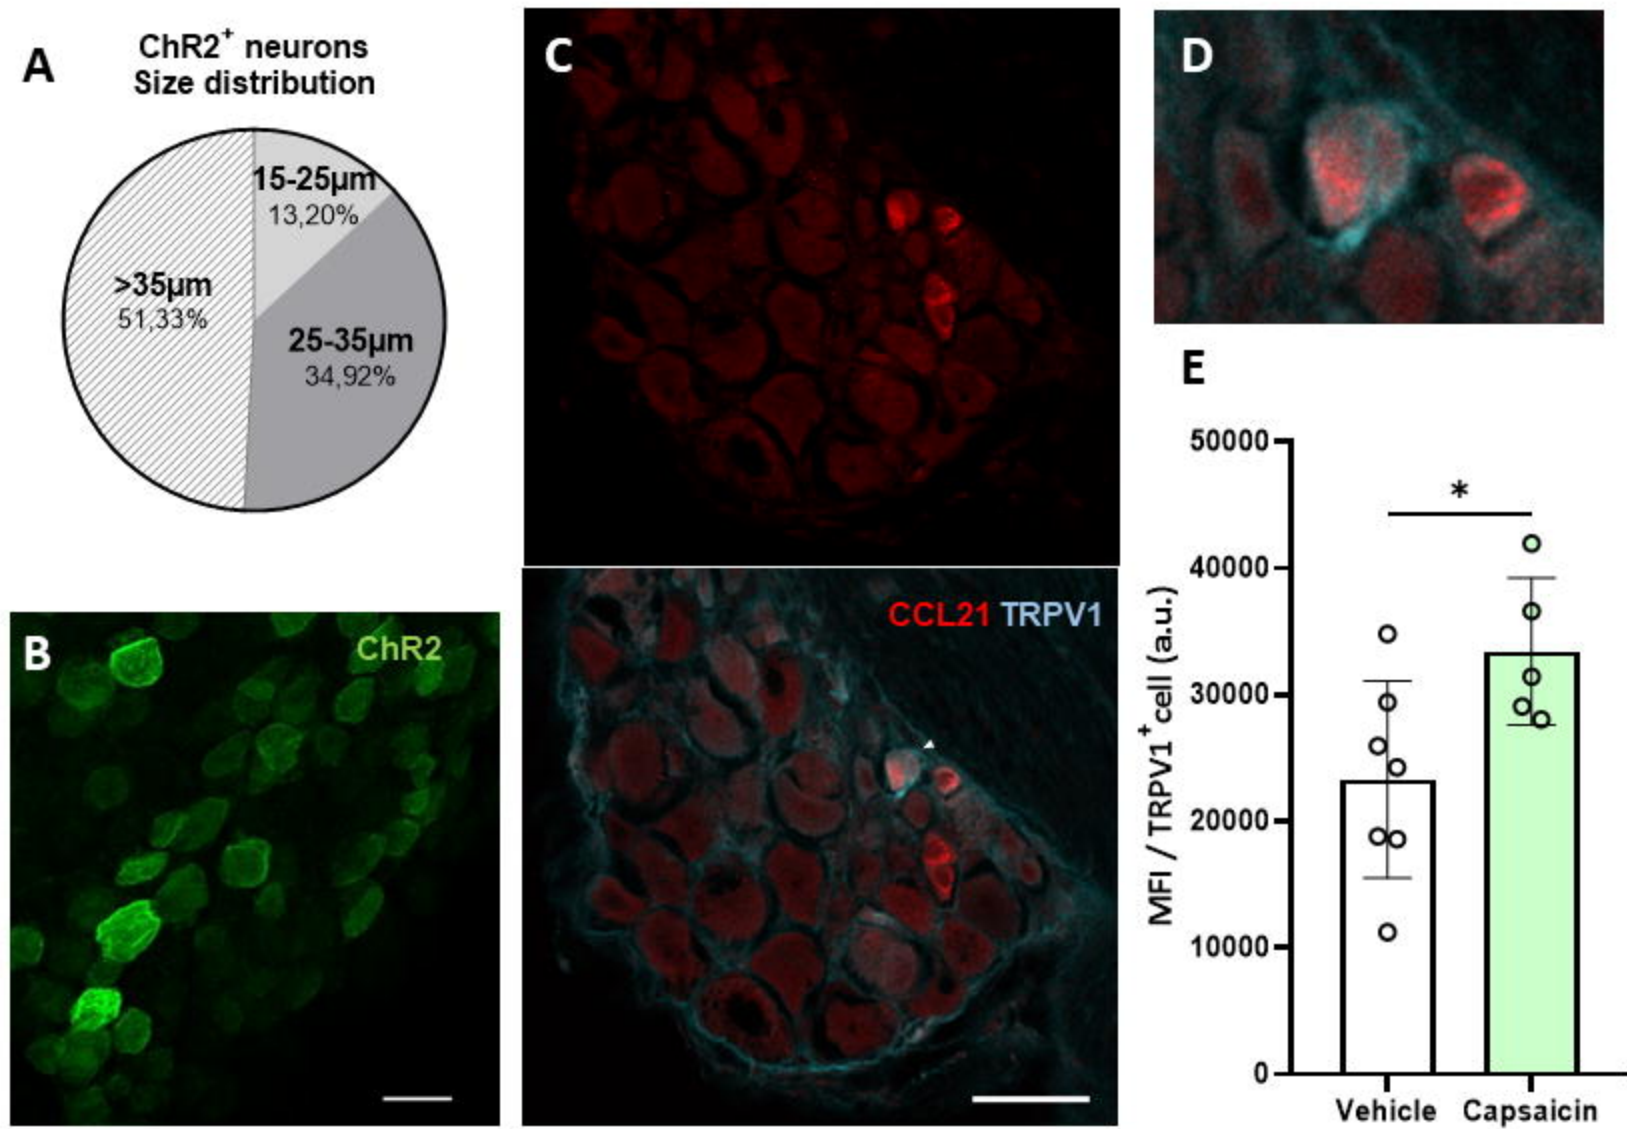 A
ChR2+ neurons
Size distribution
15-25µm
13,20%
>35µm
51,33%
25-35µm
34,92%
B
ChR2
C
CCL21 TRPV1
D
E
*
50000
40000
30000
20000
10000
0
MFI / TRPV1+ cell (a.u.)
Vehicle Capsaicin